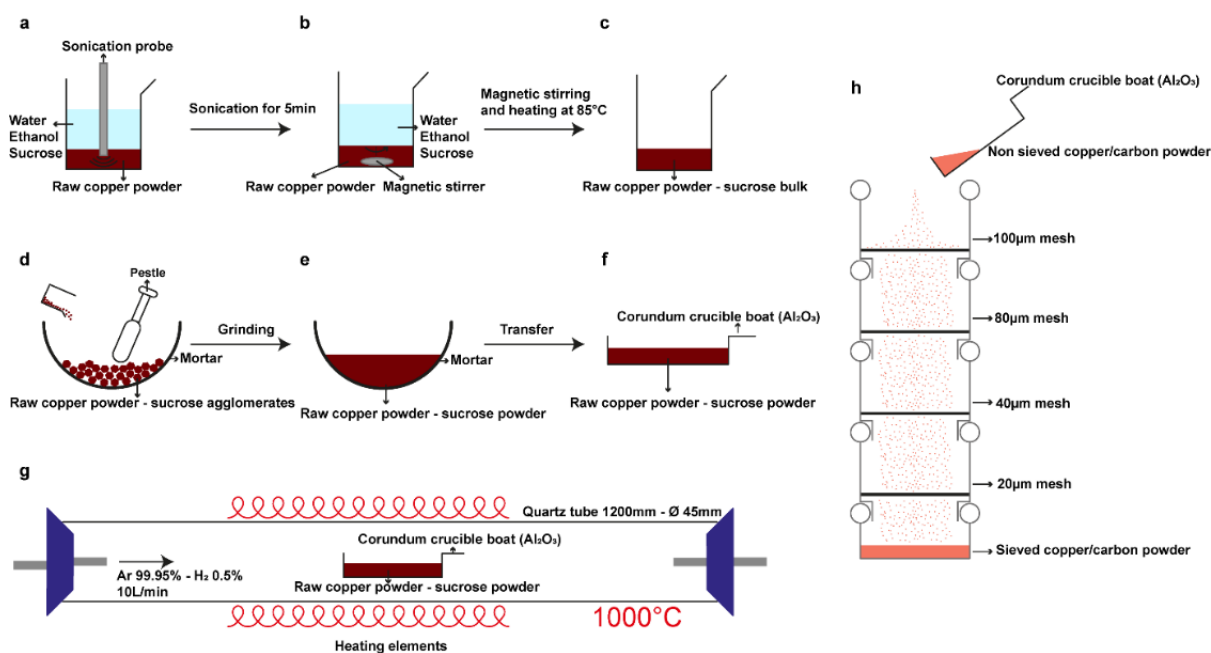 a
Sonication probe
Water
Ethanol
Sucrose
Raw copper powder
Sonication for 5min
b
Water
Ethanol
Sucrose
Raw copper powder
Magnetic stirrer
Magnetic stirring
and heating at 85°C
c
Raw copper powder - sucrose bulk
d
Pestle
Mortar
Raw copper powder - sucrose agglomerates
Grinding
e
Mortar
Raw copper powder - sucrose powder
Transfer
f
Corundum crucible boat (Al₂O₃)
Raw copper powder - sucrose powder
g
Quartz tube 1200mm - Ø 45mm
Corundum crucible boat (Al₂O₃)
Ar 99.95% - H₂ 0.5%
10L/min
Raw copper powder - sucrose powder
1000°C
Heating elements
h
Corundum crucible boat (Al₂O₃)
Non sieved copper/carbon powder
100µm mesh
80µm mesh
40µm mesh
20µm mesh
Sieved copper/carbon powder